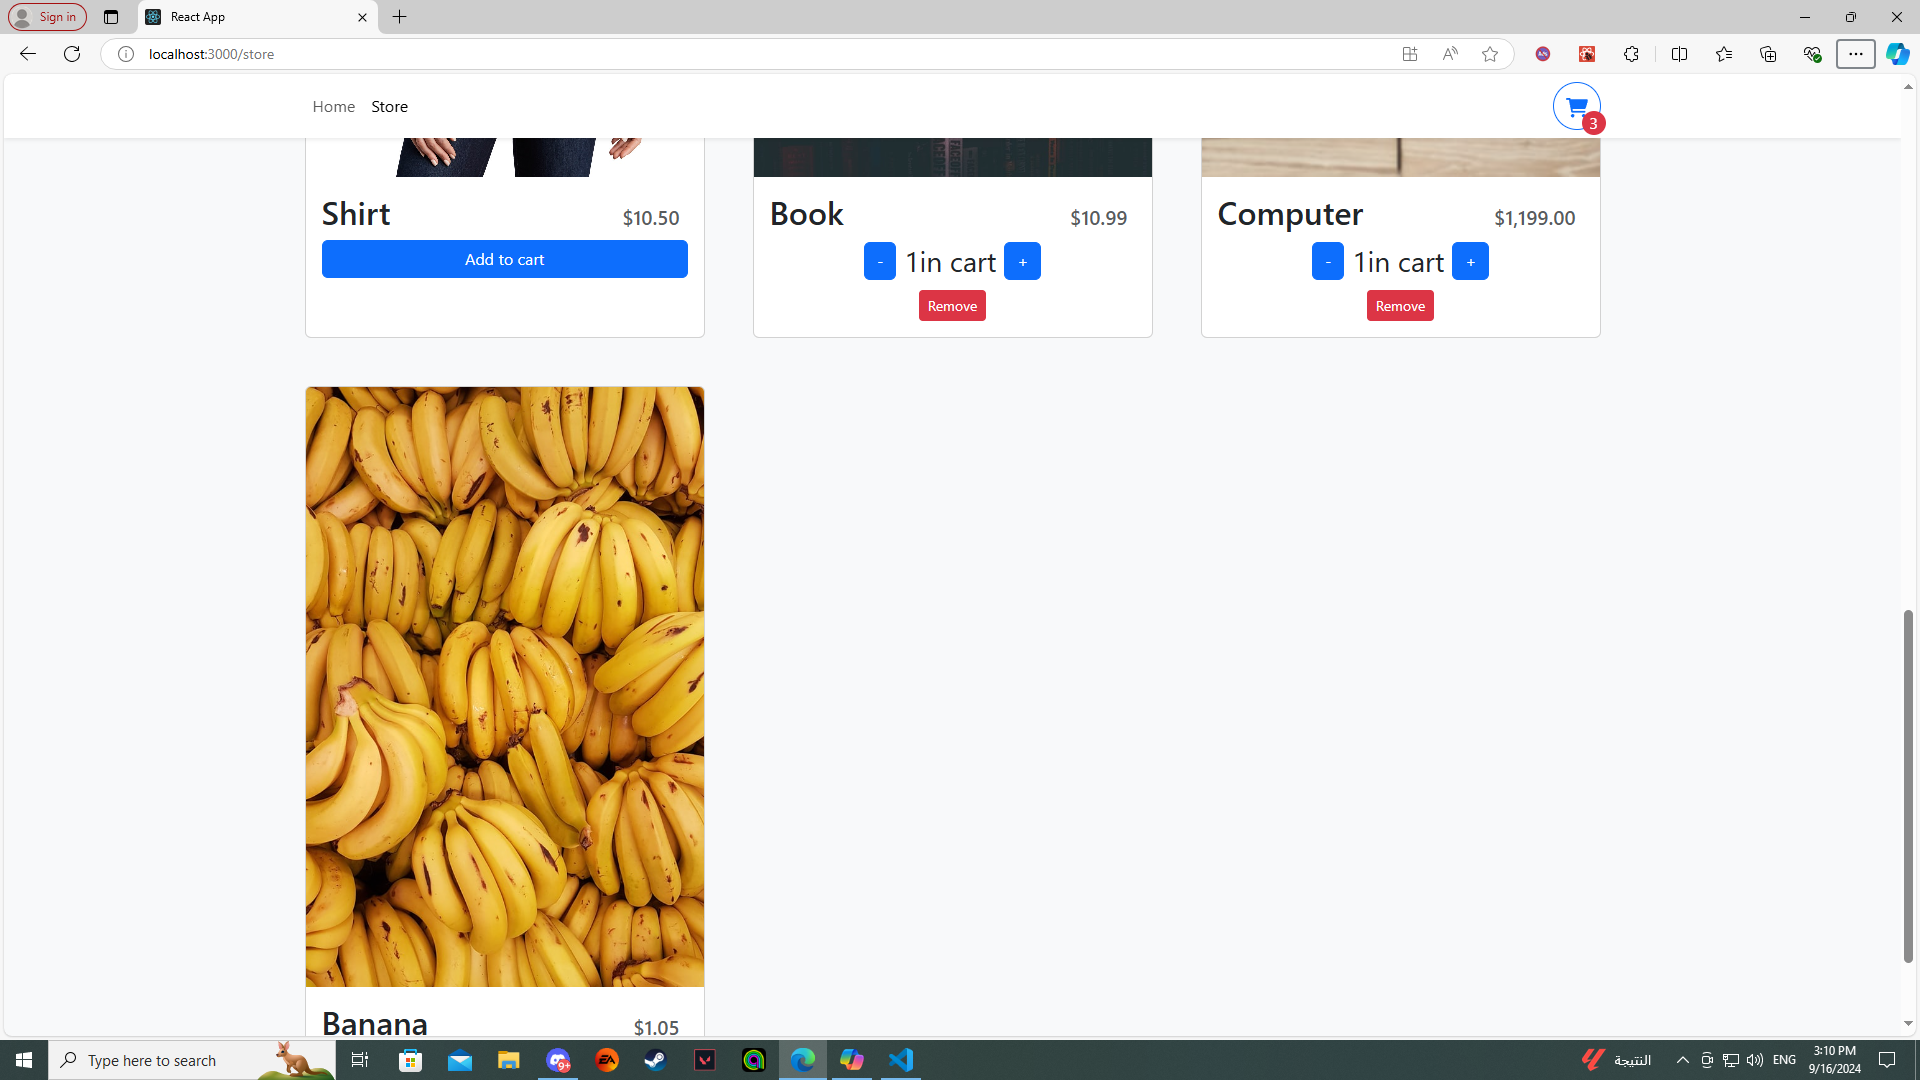 Sign in
React App
localhost:3000/store
Home Store
3
Shirt $10.50
Add to cart
Book $10.99
- 1in cart +
Remove
Computer $1,199.00
- 1in cart +
Remove
Banana $1.05
Type here to search
9+
EA
النتيجة
ENG
3:10 PM
9/16/2024